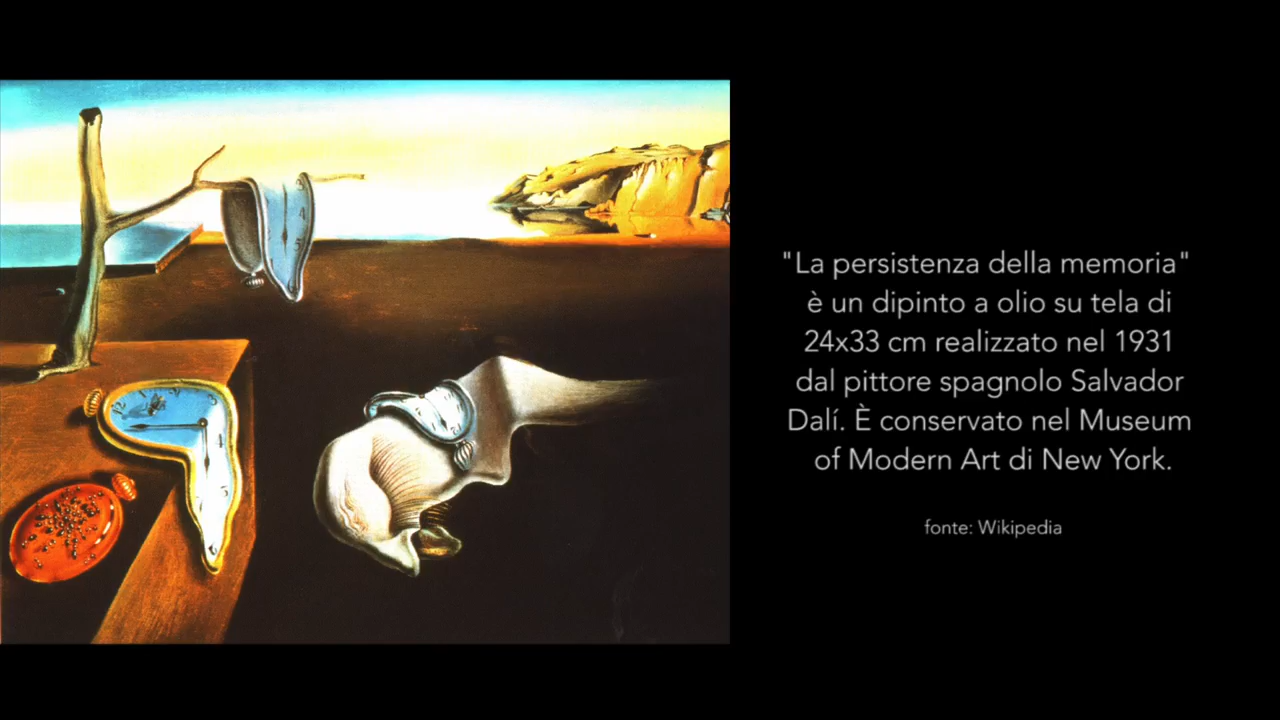 "La persistenza della memoria"
è un dipinto a olio su tela di
24x33 cm realizzato nel 1931
dal pittore spagnolo Salvador
Dalí. È conservato nel Museum
of Modern Art di New York.
fonte: Wikipedia